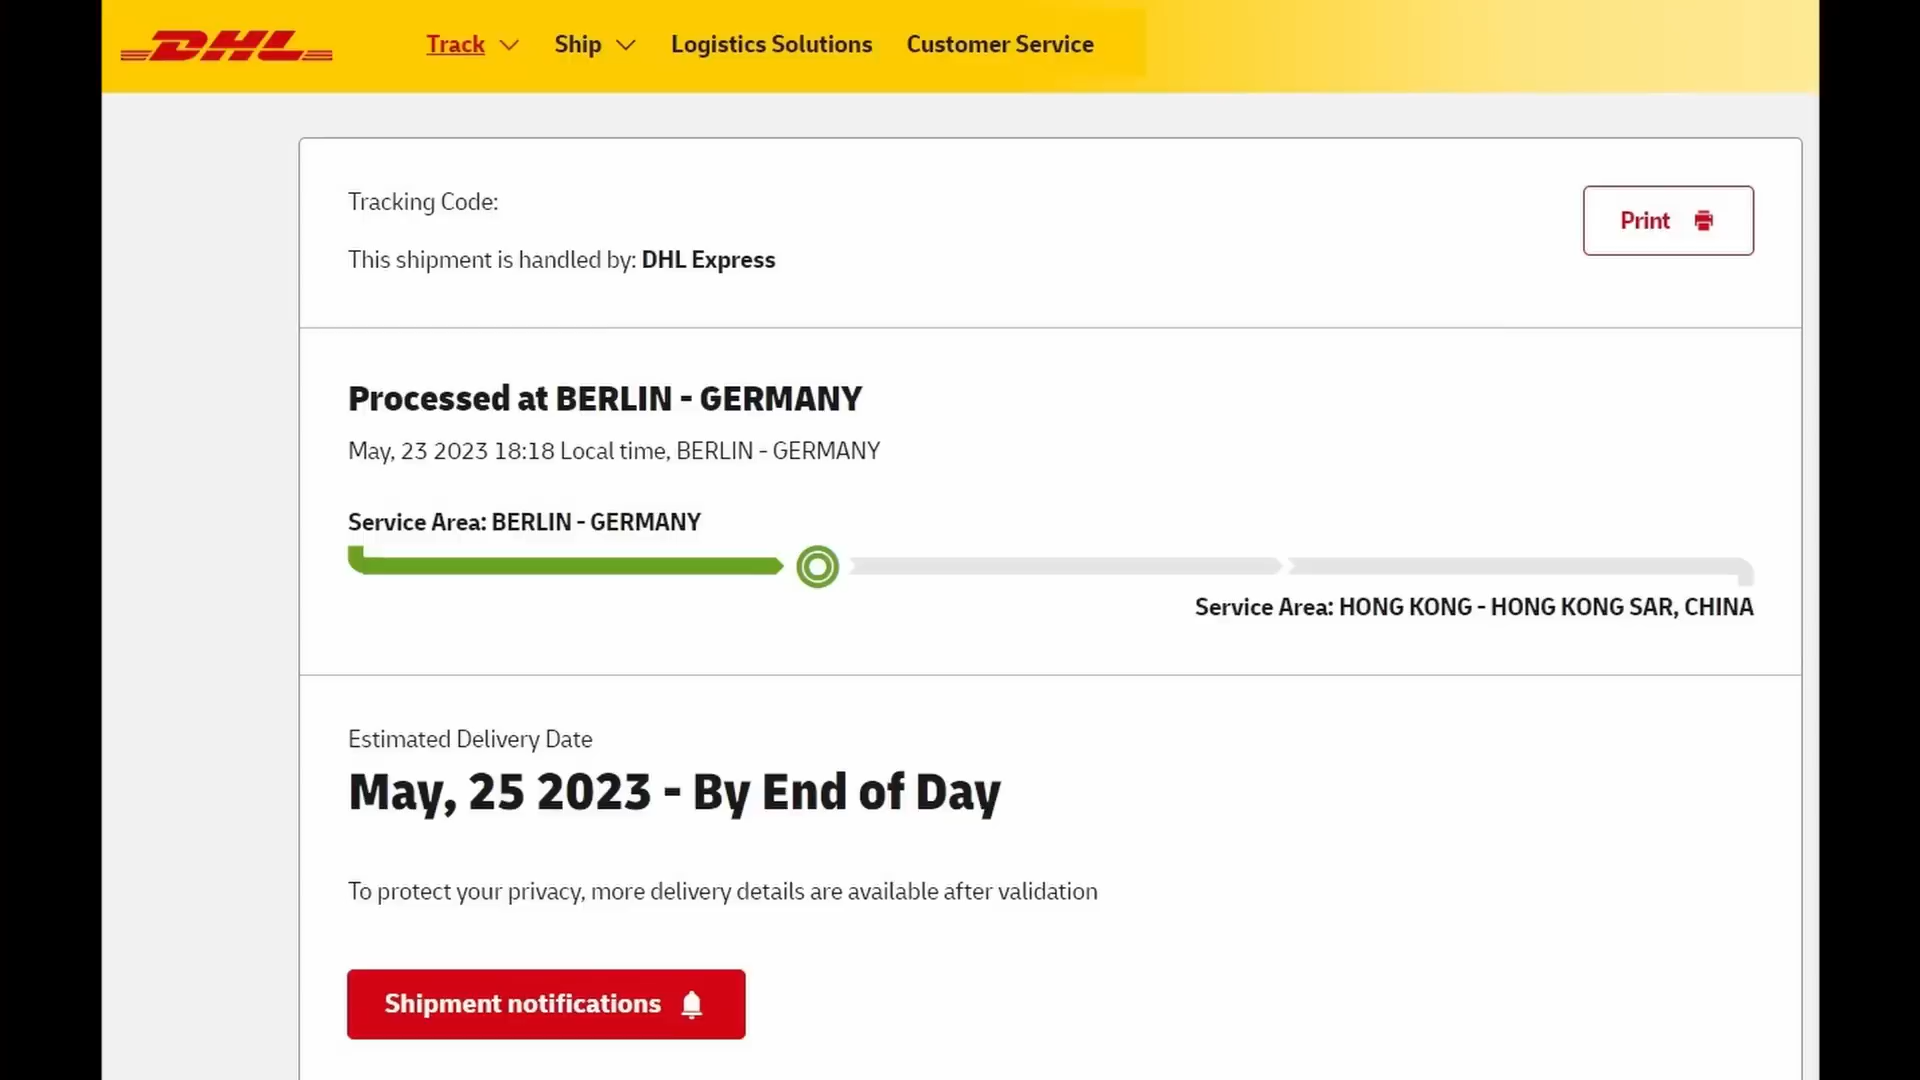 DHL Track Ship Logistics Solutions Customer Service
Tracking Code:
Print
This shipment is handled by: DHL Express
Processed at BERLIN - GERMANY
May, 23 2023 18:18 Local time, BERLIN - GERMANY
Service Area: BERLIN - GERMANY
Service Area: HONG KONG - HONG KONG SAR, CHINA
Estimated Delivery Date
May, 25 2023 - By End of Day
To protect your privacy, more delivery details are available after validation
Shipment notifications